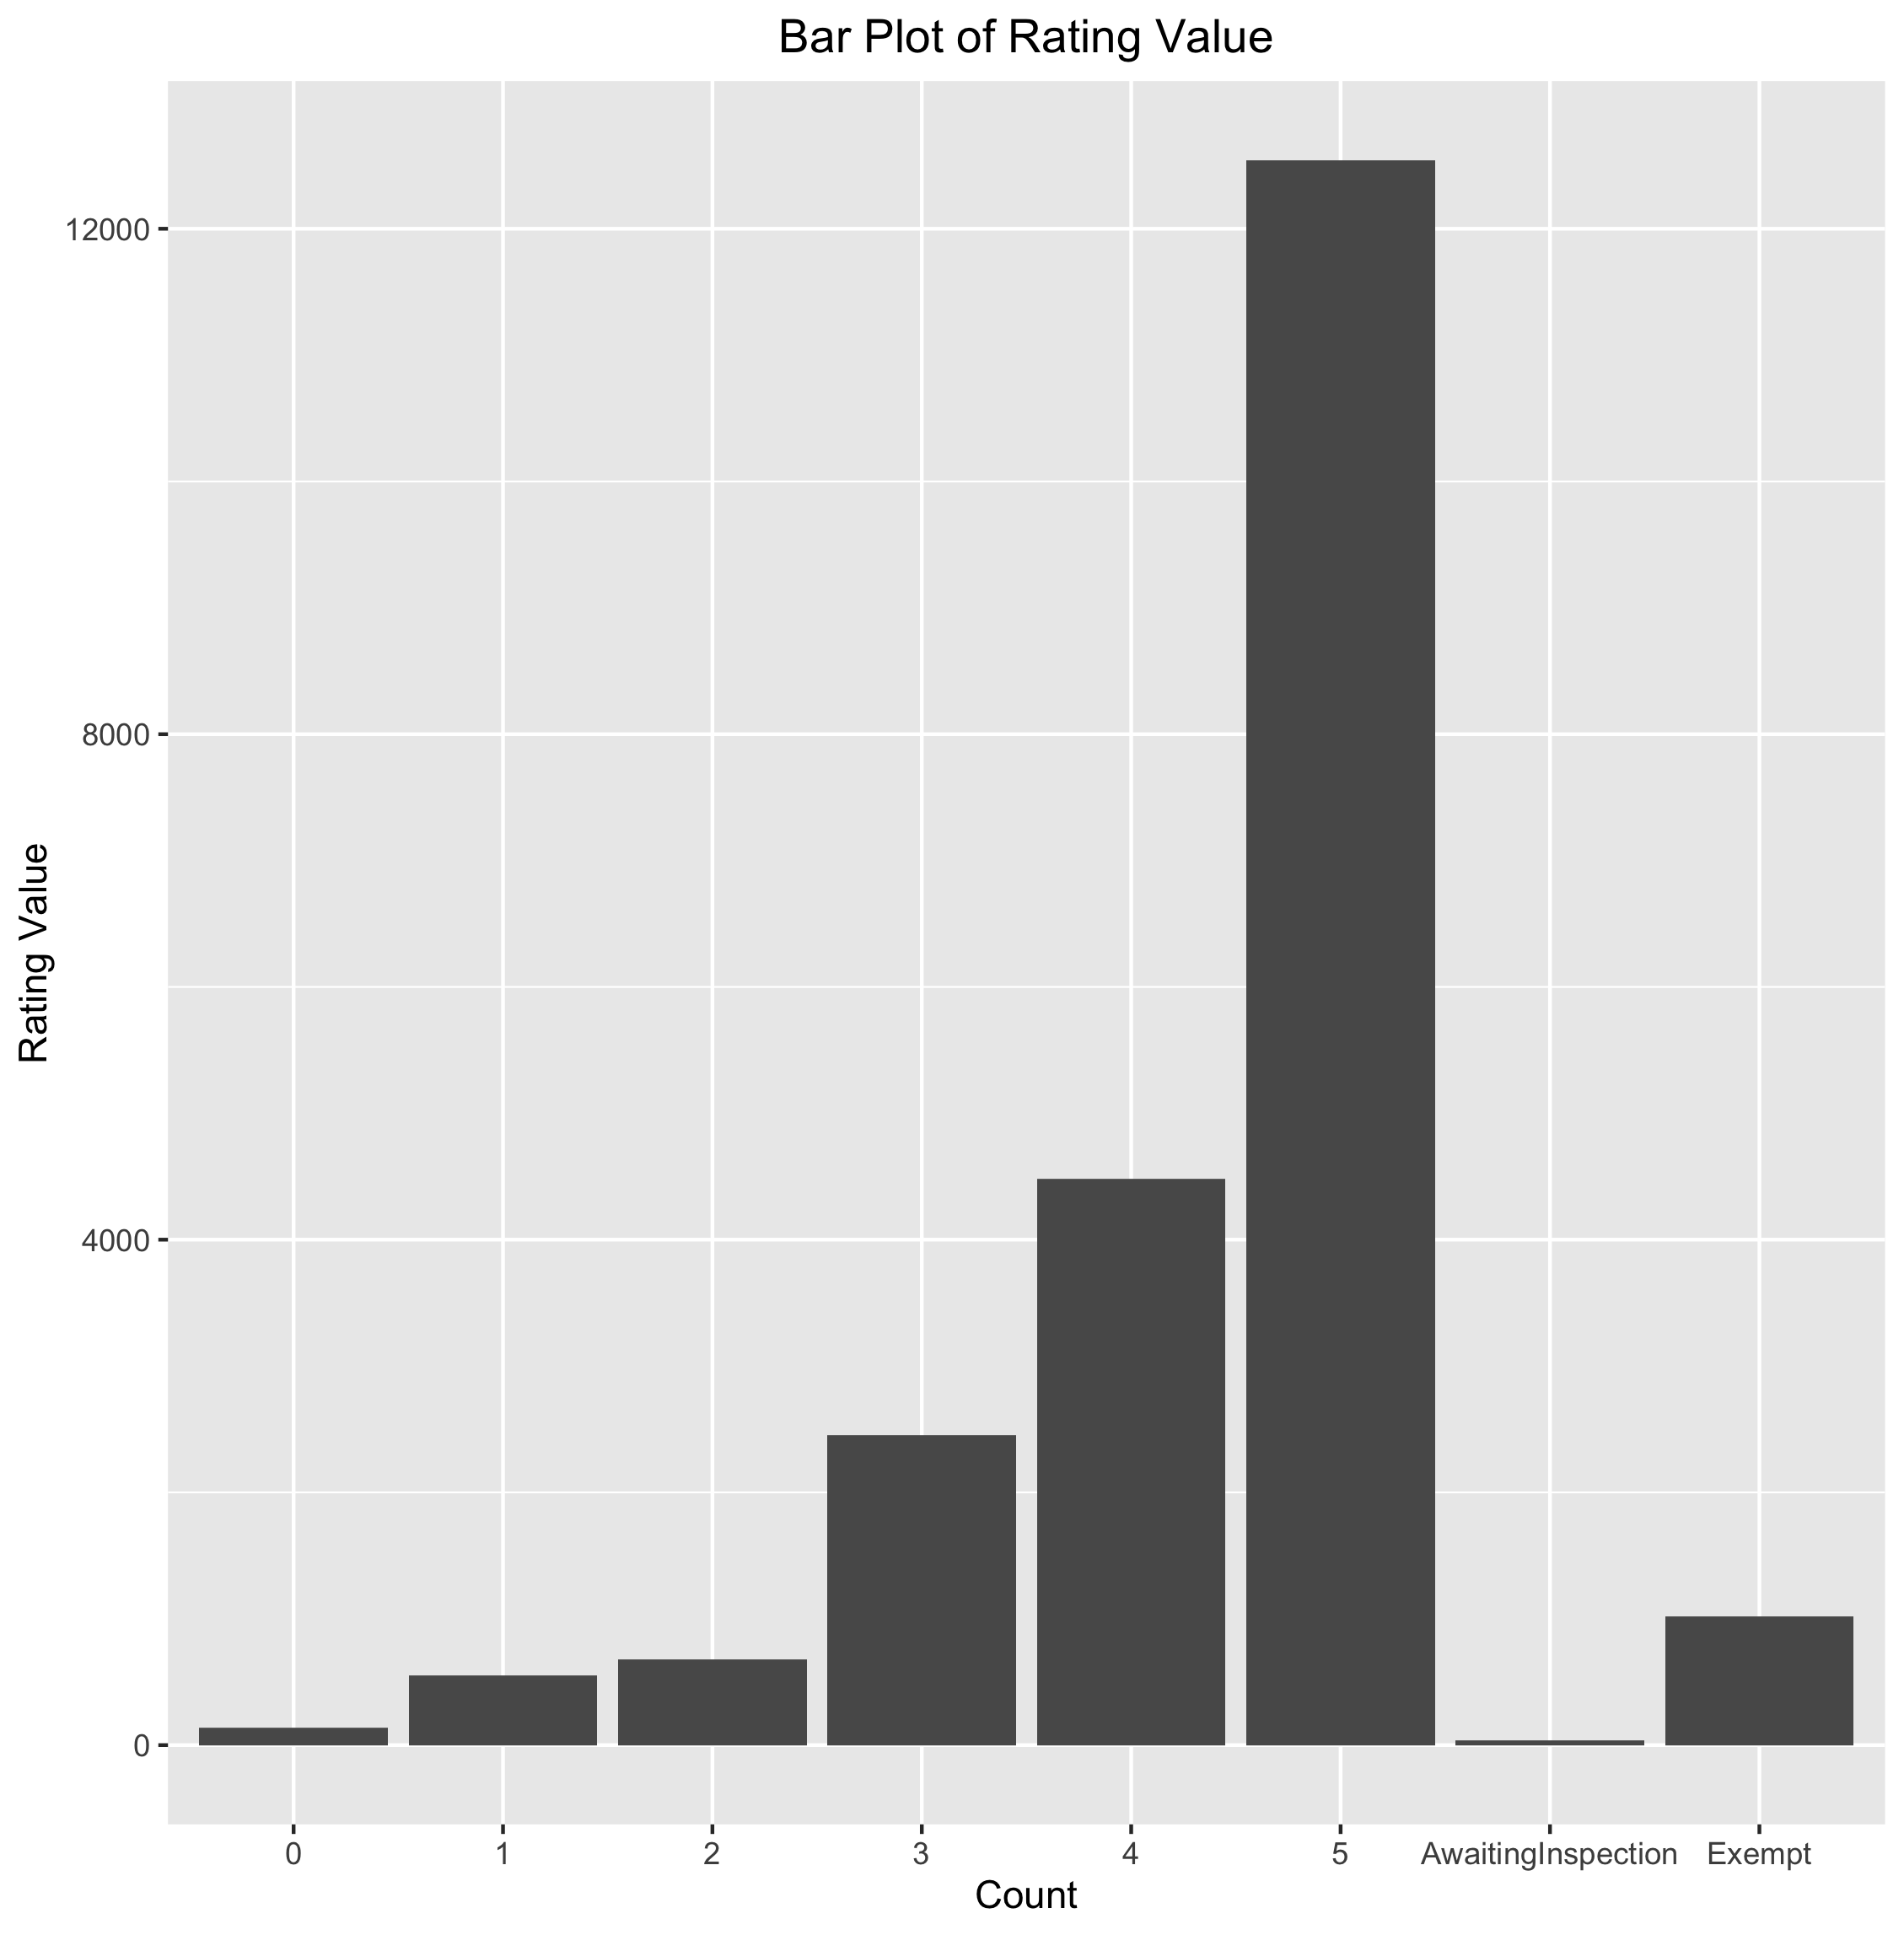 Bar Plot of Rating Value
12000
8000
4000
0
Rating Value
0 1 2 3 4 5 AwaitingInspection Exempt
Count